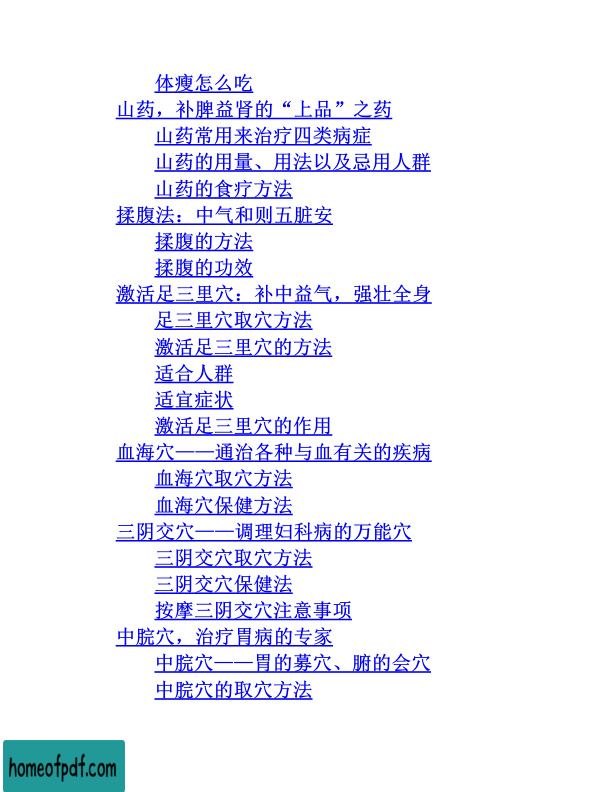 体瘦怎么吃
山药，补脾益肾的“上品”之药
山药常用来治疗四类病症
山药的用量、用法以及忌用人群
山药的食疗方法
揉腹法：中气和则五脏安
揉腹的方法
揉腹的功效
激活足三里穴：补中益气，强壮全身
足三里穴取穴方法
激活足三里穴的方法
适合人群
适宜症状
激活足三里穴的作用
血海穴——通治各种与血有关的疾病
血海穴取穴方法
血海穴保健方法
三阴交穴——调理妇科病的万能穴
三阴交穴取穴方法
三阴交穴保健法
按摩三阴交穴注意事项
中脘穴，治疗胃病的专家
中脘穴——胃的募穴、腑的会穴
中脘穴的取穴方法
homeofpdf.com